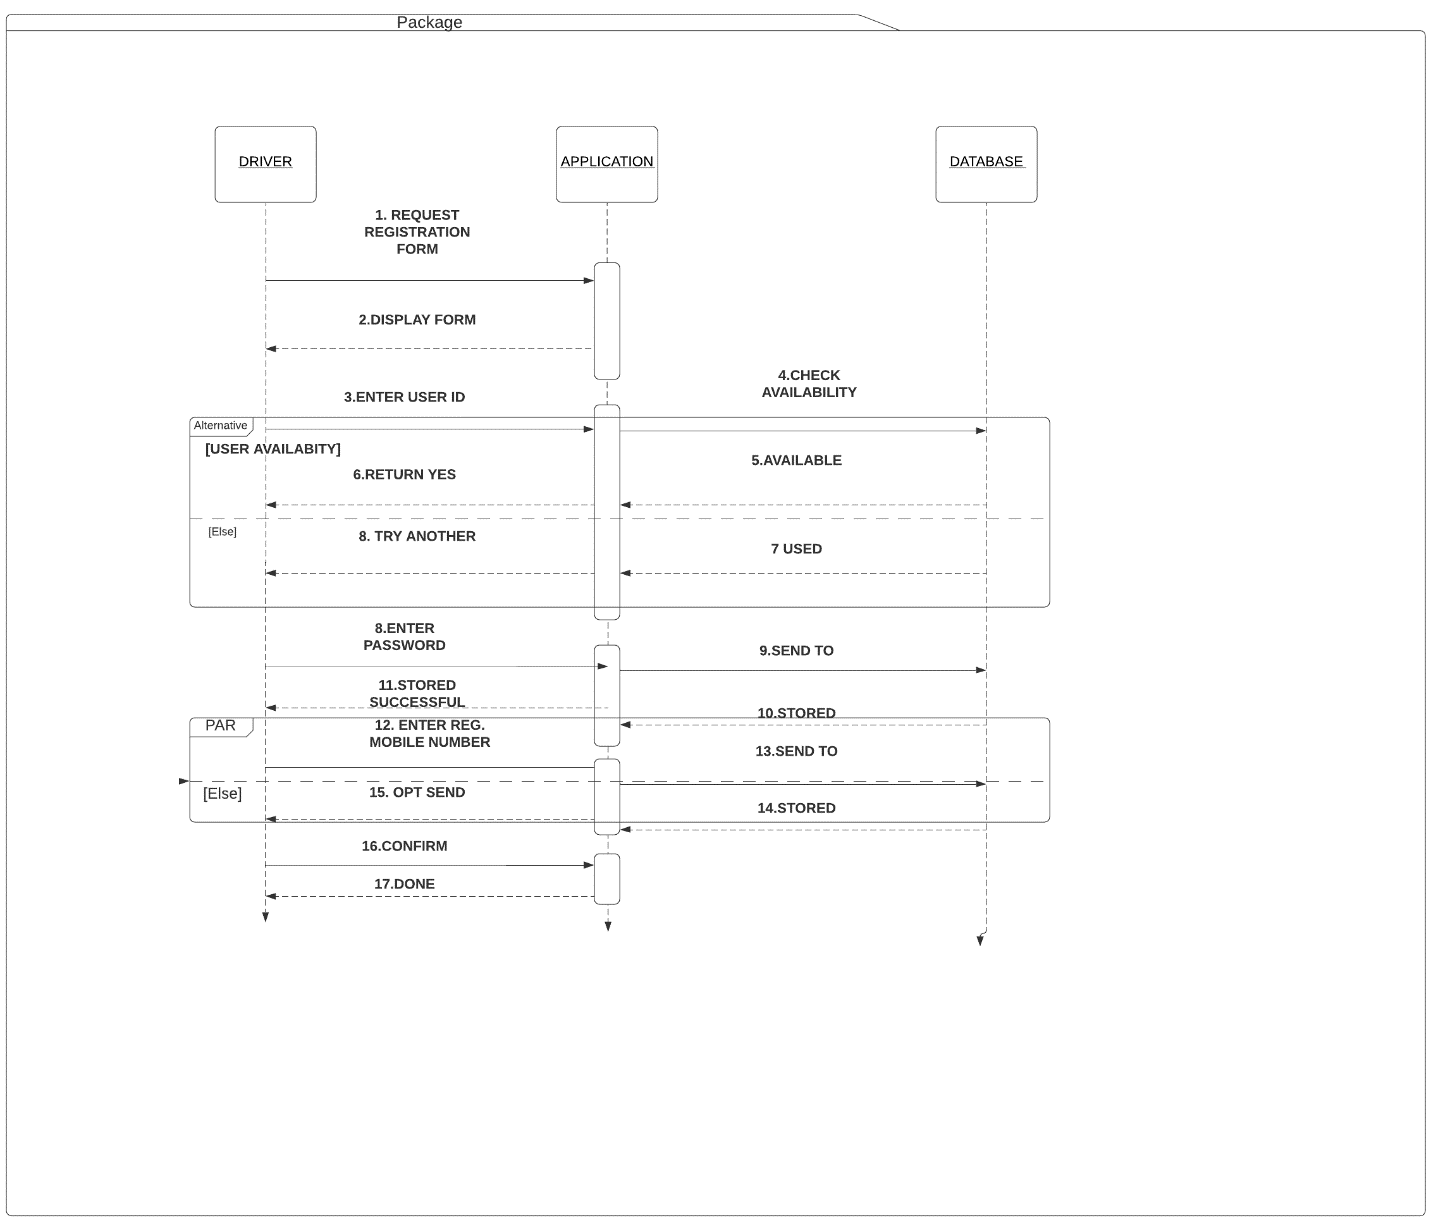 Package
DRIVER
APPLICATION
DATABASE
1. REQUEST
REGISTRATION
FORM
2.DISPLAY FORM
3.ENTER USER ID
4.CHECK
AVAILABILITY
Alternative
[USER AVAILABITY]
5.AVAILABLE
6.RETURN YES
[Else]
8. TRY ANOTHER
7 USED
8.ENTER
PASSWORD
9.SEND TO
11.STORED
SUCCESSFUL
10.STORED
PAR
12. ENTER REG.
MOBILE NUMBER
13.SEND TO
[Else]
15. OPT SEND
14.STORED
16.CONFIRM
17.DONE